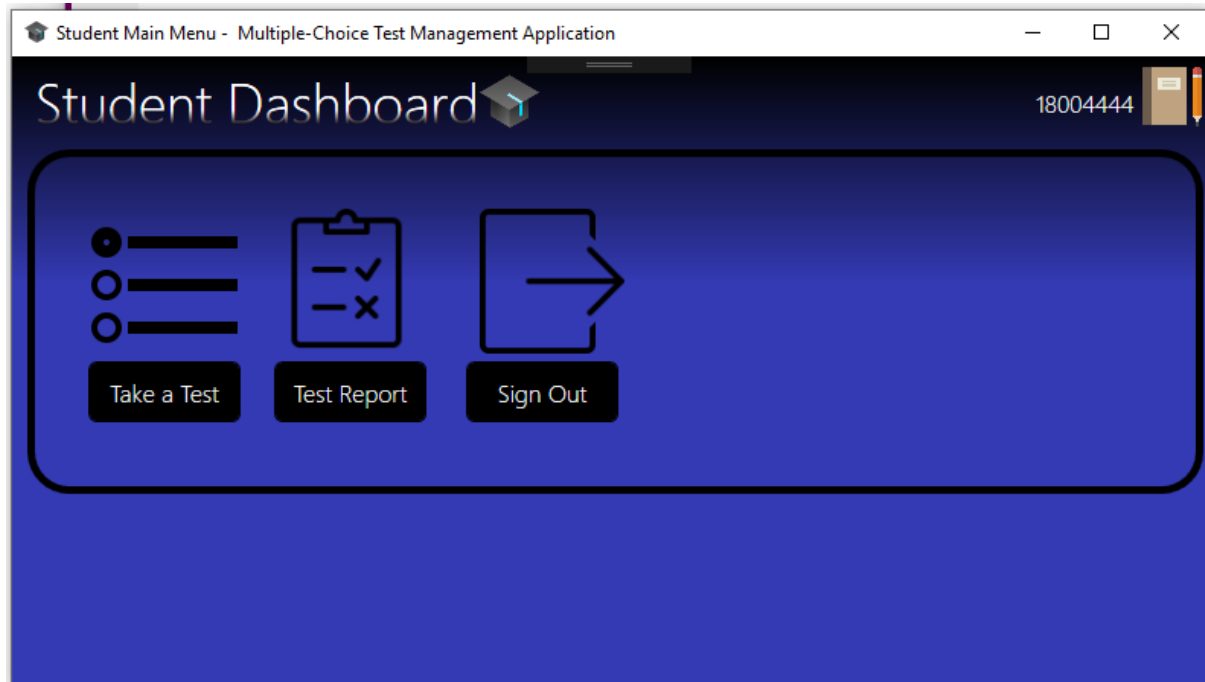 Student Main Menu - Multiple-Choice Test Management Application
Student Dashboard
18004444
Take a Test
Test Report
Sign Out